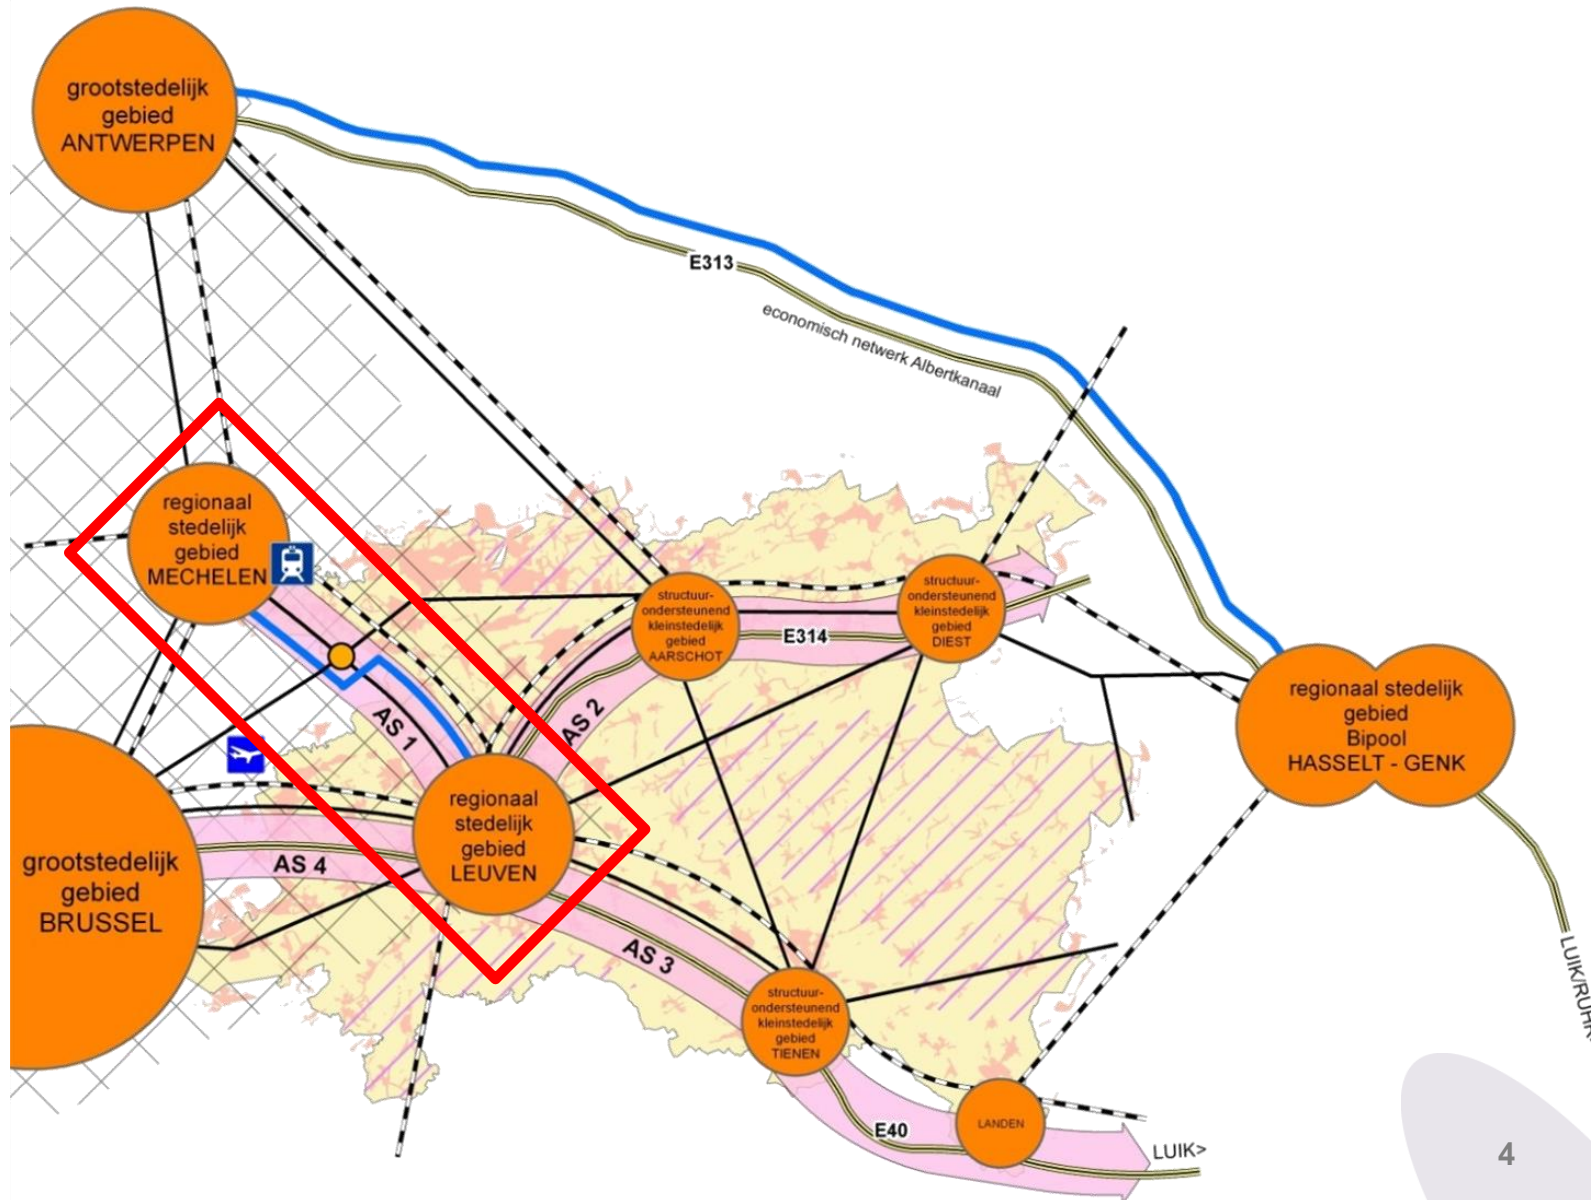 grootstedelijk
gebied
ANTWERPEN
E313
economisch netwerk Albertkanaal
regionaal
stedelijk
gebied
MECHELEN
structuur-
ondersteunend
kleinstedelijk
gebied
AARSCHOT
structuur-
ondersteunend
kleinstedelijk
gebied
DIEST
E314
AS 1
AS 2
regionaal stedelijk
gebied
Bipool
HASSELT - GENK
regionaal
stedelijk
gebied
LEUVEN
grootstedelijk
gebied
BRUSSEL
AS 4
AS 3
structuur-
ondersteunend
kleinstedelijk
gebied
TIENEN
LUIK/RUHR
LANDEN
E40
LUIK>
4